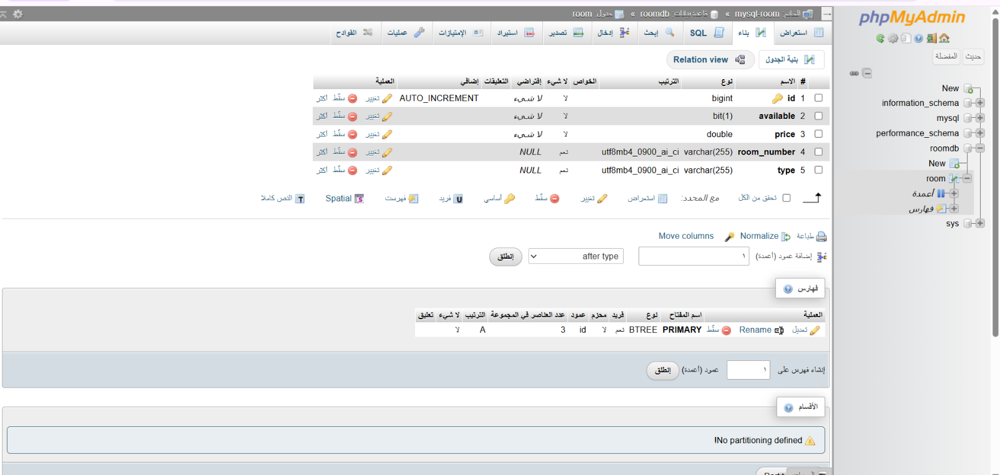 phpMyAdmin
الخادم: mysql-room » قاعدة بيانات: roomdb » جدول: room
استعراض بناء SQL إبحث إدخال تصدير استيراد الإمتيازات عمليات القوادح
حديث المفضلة
New
information_schema
mysql
performance_schema
roomdb
New
room
أعمدة
فهارس
sys
بنية الجدول Relation view
# الاسم نوع الترتيب الخواص لا شيء إفتراضي التعليقات إضافي العملية
1 id bigint لا لا شيء AUTO_INCREMENT تغيير سقّط أكثر
2 available bit(1) لا لا شيء تغيير سقّط أكثر
3 price double لا لا شيء تغيير سقّط أكثر
4 room_number varchar(255) utf8mb4_0900_ai_ci نعم NULL تغيير سقّط أكثر
5 type varchar(255) utf8mb4_0900_ai_ci نعم NULL تغيير سقّط أكثر
تحقق من الكل مع المحدد: استعراض تغيير سقّط أساسي فريد فهرست Spatial النص كاملا
طباعة Normalize Move columns
إضافة عمود (أعمدة) ١ after type إنطلق
فهارس
العملية اسم المفتاح نوع فريد محزم عمود عدد العناصر في المجموعة الترتيب لا شيء تعليق
تعديل Rename سقّط PRIMARY BTREE نعم لا id 3 A لا
إنشاء فهرس على ١ عمود (أعمدة) إنطلق
الأقسام
No partitioning defined!